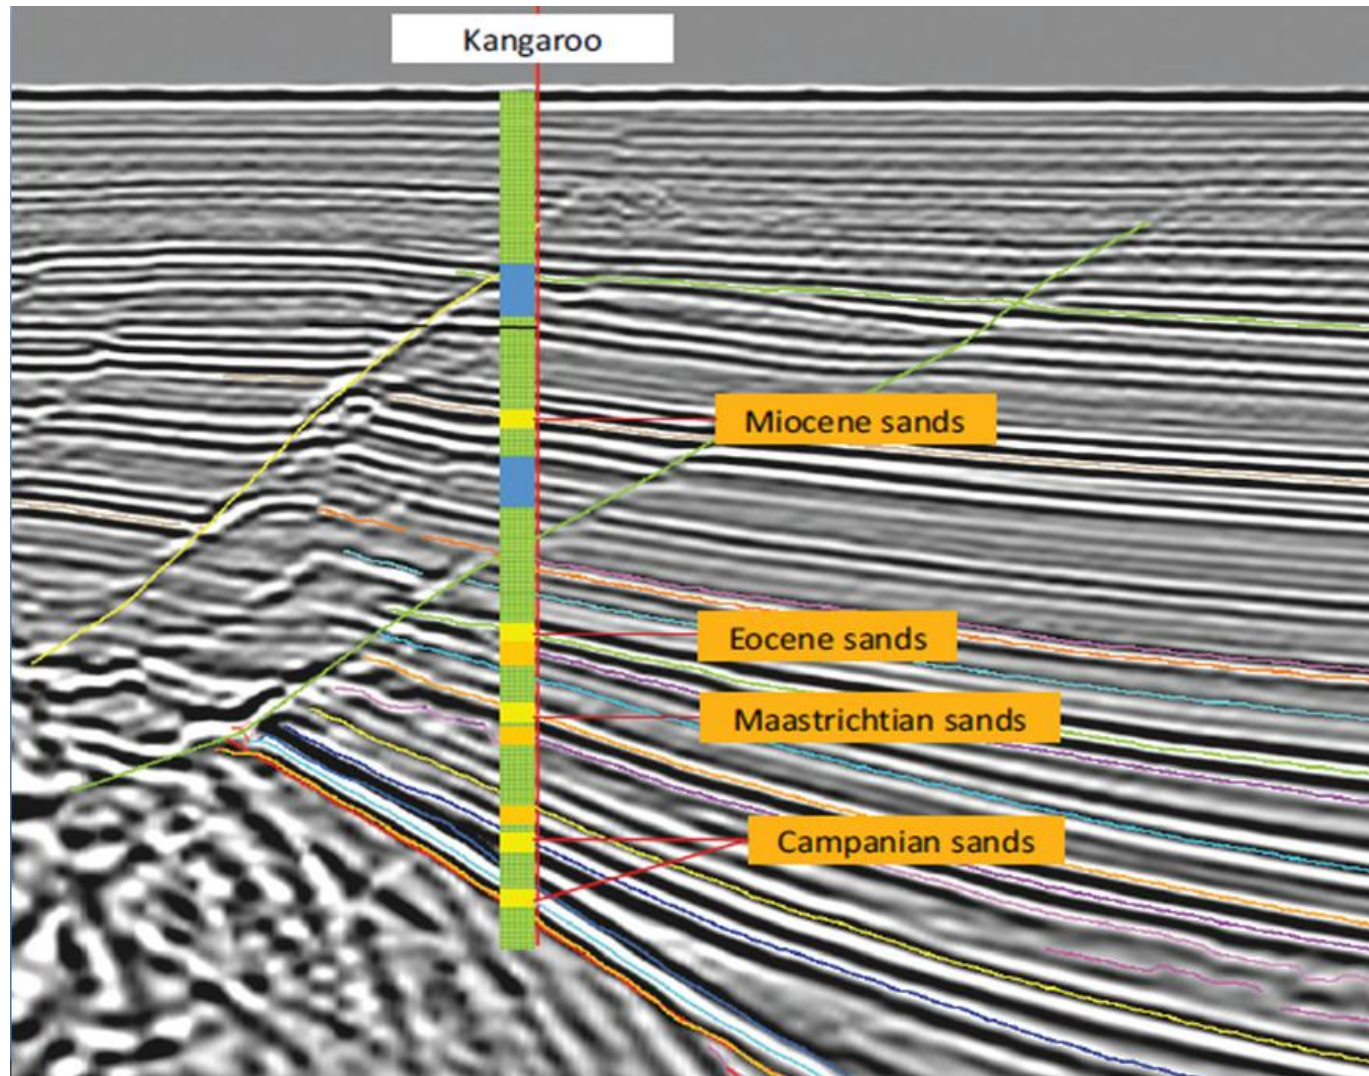 Kangaroo
Miocene sands
Eocene sands
Maastrichtian sands
Campanian sands